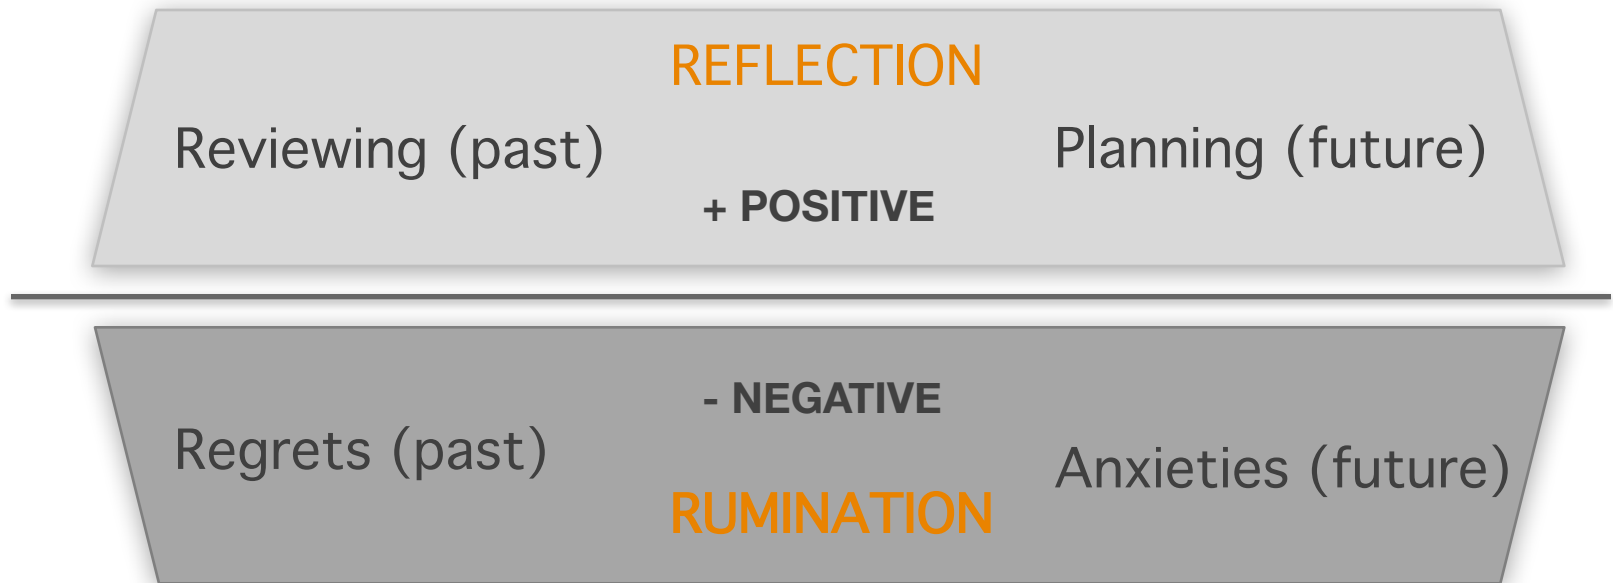 REFLECTION
Reviewing (past)
Planning (future)
+ POSITIVE
- NEGATIVE
Regrets (past)
Anxieties (future)
RUMINATION